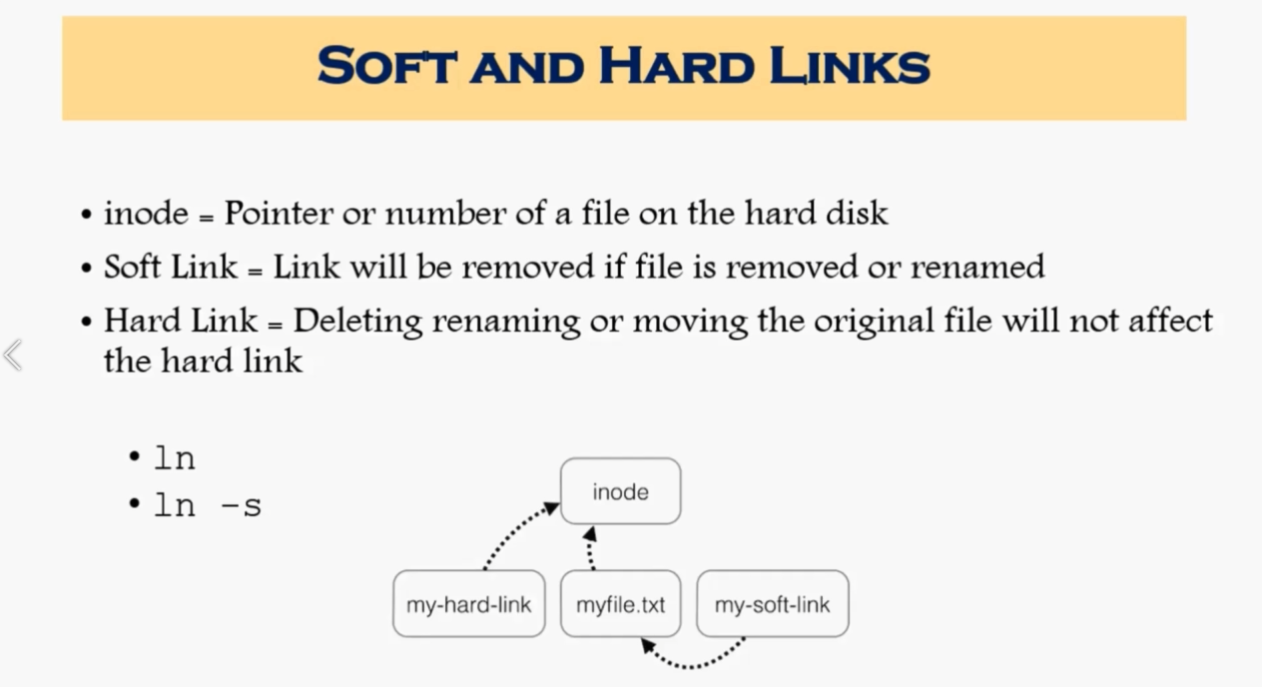 SOFT AND HARD LINKS
• inode = Pointer or number of a file on the hard disk
• Soft Link = Link will be removed if file is removed or renamed
• Hard Link = Deleting renaming or moving the original file will not affect
the hard link
• ln
• ln -s
inode
my-hard-link myfile.txt my-soft-link